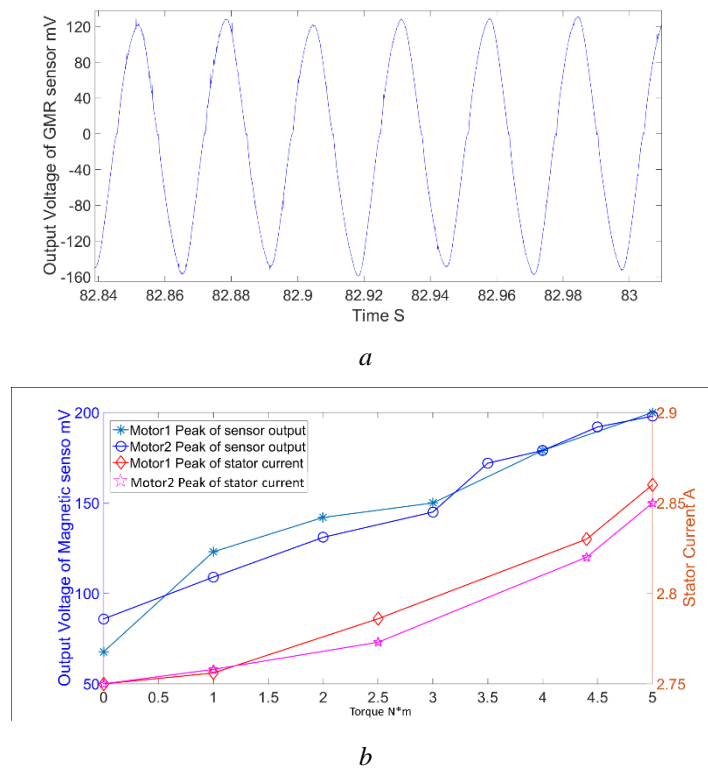 120
80
40
0
-40
-80
-120
-160
Output Voltage of GMR sensor mV
82.84 82.86 82.88 82.9 82.92 82.94 82.96 82.98 83
Time S
a
200
150
100
50
Output Voltage of Magnetic senso mV
Motor1 Peak of sensor output
Motor2 Peak of sensor output
Motor1 Peak of stator current
Motor2 Peak of stator current
2.9
2.85
2.8
2.75
Stator Current A
0 0.5 1 1.5 2 2.5 3 3.5 4 4.5 5
Torque N*m
b